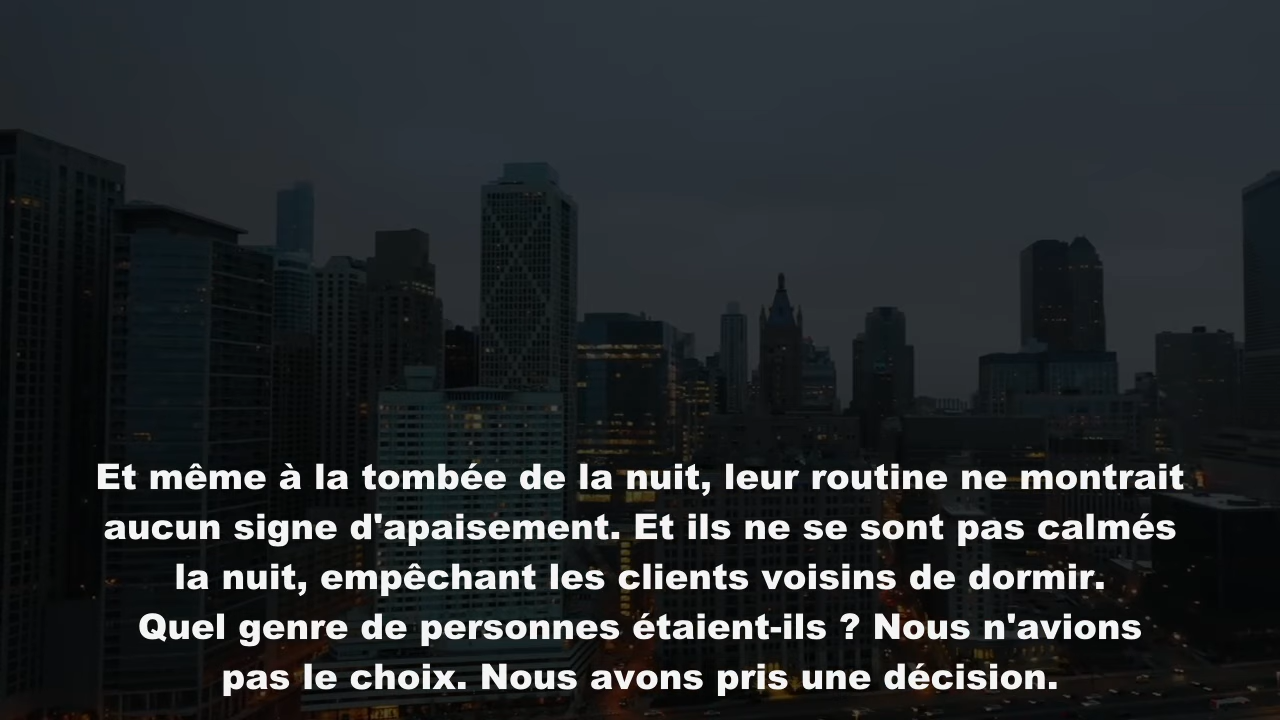 Et même à la tombée de la nuit, leur routine ne montrait
aucun signe d'apaisement. Et ils ne se sont pas calmés
la nuit, empêchant les clients voisins de dormir.
Quel genre de personnes étaient-ils ? Nous n'avions
pas le choix. Nous avons pris une décision.